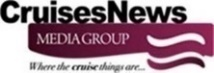 CruisesNews
MEDIA GROUP
Where the cruise things are...